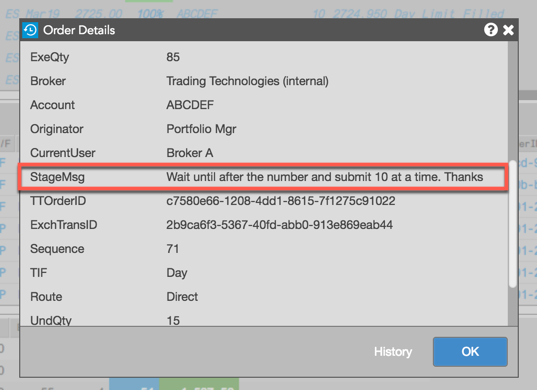 ES Mar19 2725.00 100% ABCDEF 10 2724.950 Day Limit Filled
Order Details
ExeQty 85
Broker Trading Technologies (internal)
Account ABCDEF
Originator Portfolio Mgr
CurrentUser Broker A
StageMsg Wait until after the number and submit 10 at a time. Thanks
TTOrderID c7580e66-1208-4dd1-8615-7f1275c91022
ExchTransID 2b9ca6f3-5367-40fd-abb0-913e869eab44
Sequence 71
TIF Day
Route Direct
UndQty 15
History OK